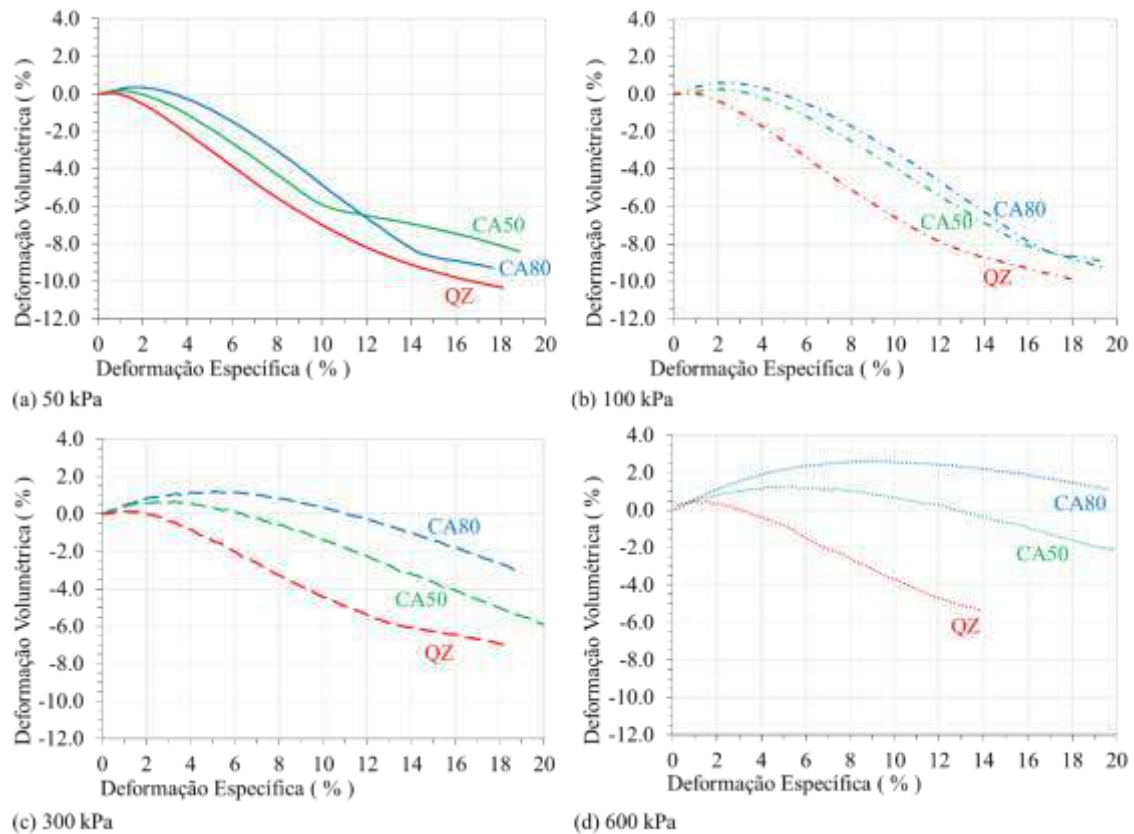 4.0
2.0
0.0
-2.0
-4.0
-6.0
-8.0
-10.0
-12.0
Deformação Volumétrica ( % )
CA50
CA80
QZ
0 2 4 6 8 10 12 14 16 18 20
Deformação Específica ( % )
(a) 50 kPa
4.0
2.0
0.0
-2.0
-4.0
-6.0
-8.0
-10.0
-12.0
Deformação Volumétrica ( % )
CA80
CA50
QZ
0 2 4 6 8 10 12 14 16 18 20
Deformação Específica ( % )
(b) 100 kPa
4.0
2.0
0.0
-2.0
-4.0
-6.0
-8.0
-10.0
-12.0
Deformação Volumétrica ( % )
CA80
CA50
QZ
0 2 4 6 8 10 12 14 16 18 20
Deformação Específica ( % )
(c) 300 kPa
4.0
2.0
0.0
-2.0
-4.0
-6.0
-8.0
-10.0
-12.0
Deformação Volumétrica ( % )
CA80
CA50
QZ
0 2 4 6 8 10 12 14 16 18 20
Deformação Específica ( % )
(d) 600 kPa